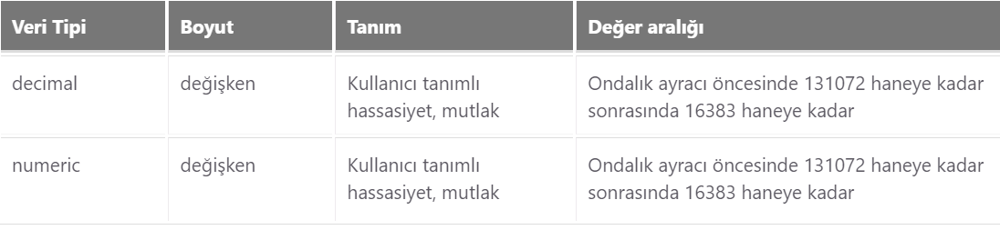 Veri Tipi Boyut Tanım Değer aralığı
decimal değişken Kullanıcı tanımlı Ondalık ayracı öncesinde 131072 haneye kadar
hassasiyet, mutlak sonrasında 16383 haneye kadar
numeric değişken Kullanıcı tanımlı Ondalık ayracı öncesinde 131072 haneye kadar
hassasiyet, mutlak sonrasında 16383 haneye kadar